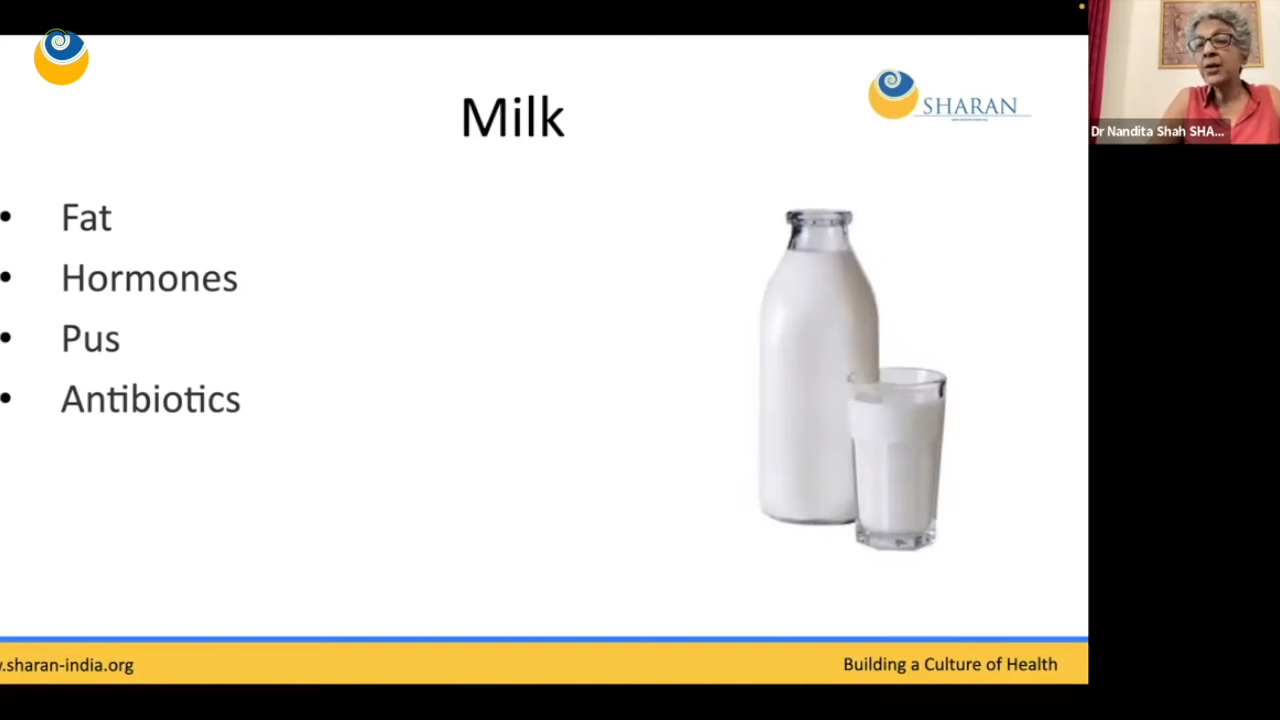 Milk
SHARAN
• Fat
• Hormones
• Pus
• Antibiotics
.sharan-india.org
Building a Culture of Health
Dr Nandita Shah SHA...